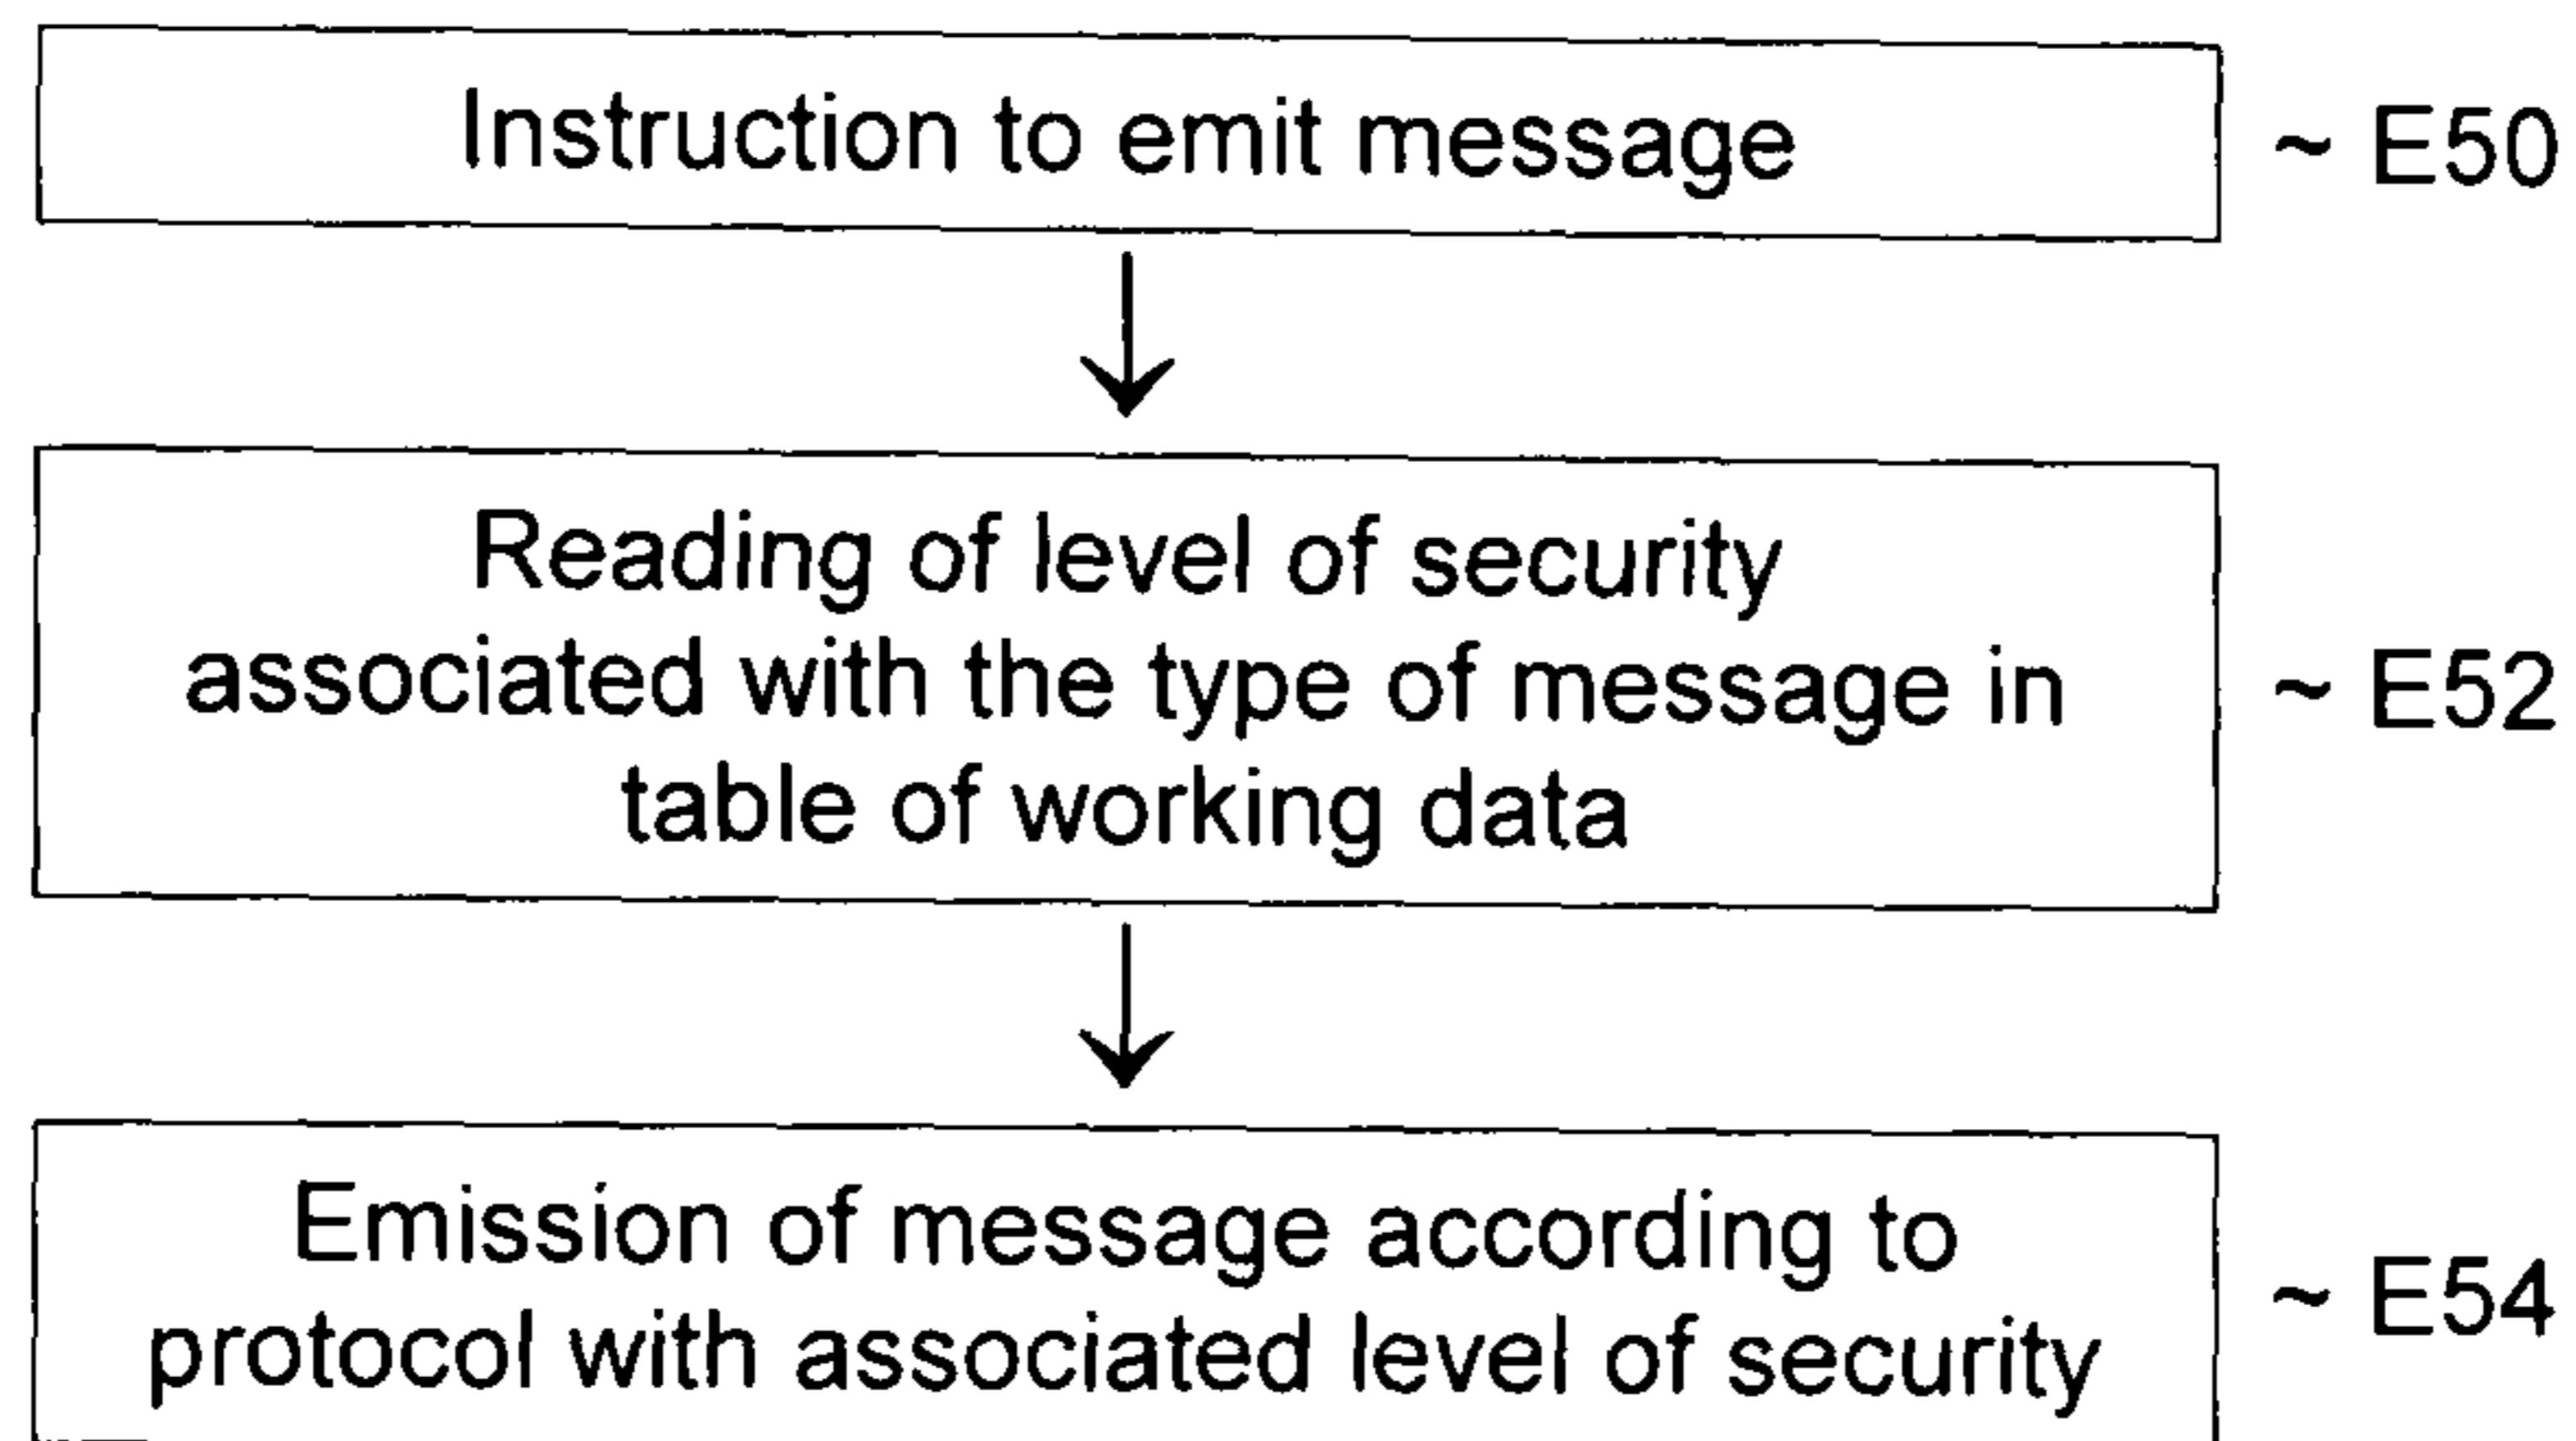 Instruction to emit message ~ E50
Reading of level of security
associated with the type of message in ~ E52
table of working data
Emission of message according to
protocol with associated level of security
~ E54